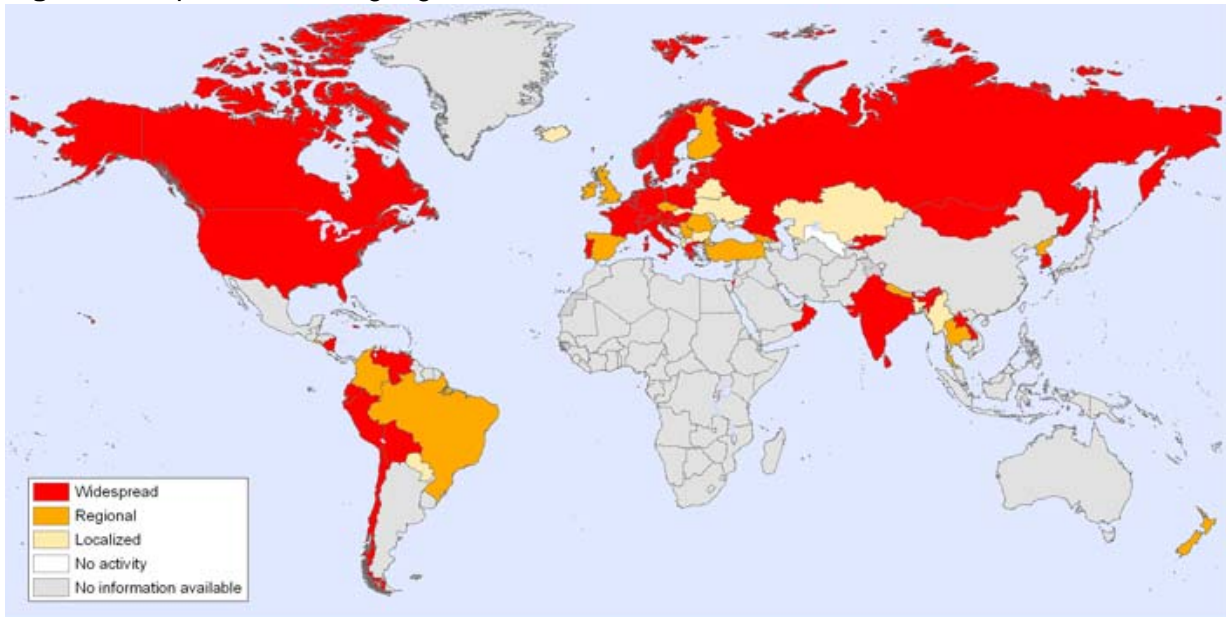 Widespread
Regional
Localized
No activity
No information available